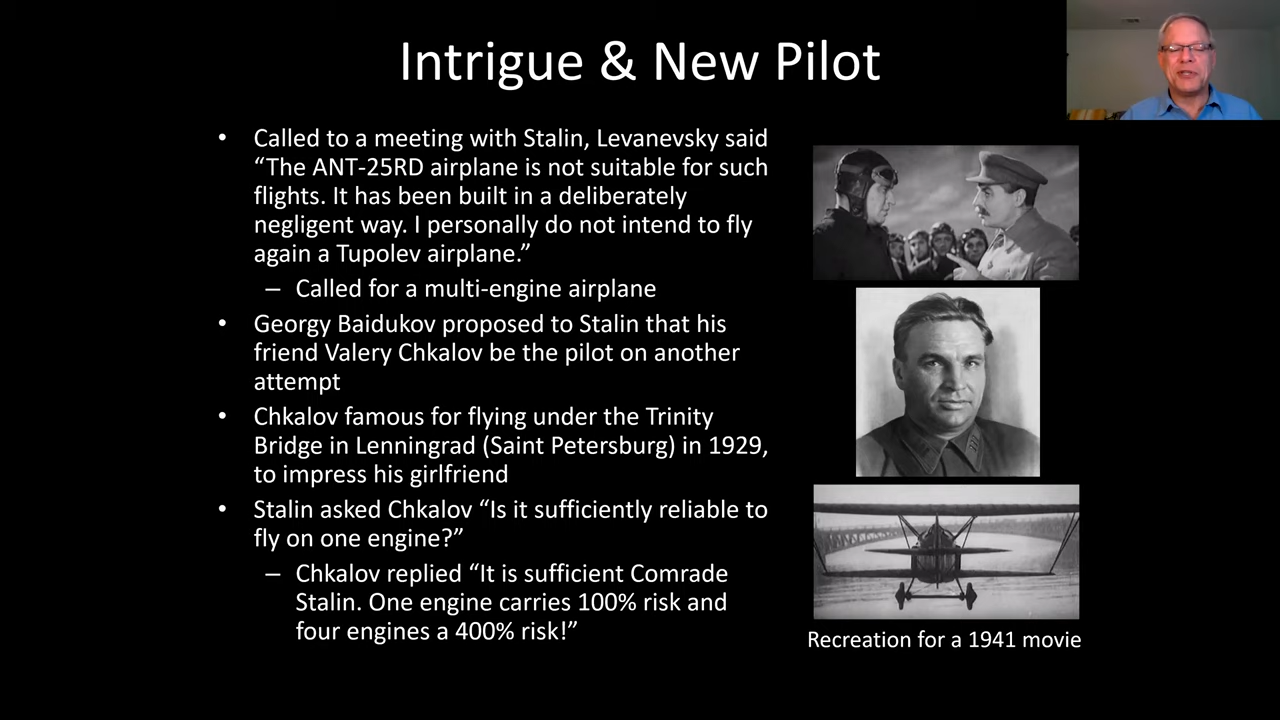 Intrigue & New Pilot
• Called to a meeting with Stalin, Levanevsky said
“The ANT-25RD airplane is not suitable for such
flights. It has been built in a deliberately
negligent way. I personally do not intend to fly
again a Tupolev airplane.”
– Called for a multi-engine airplane
• Georgy Baidukov proposed to Stalin that his
friend Valery Chkalov be the pilot on another
attempt
• Chkalov famous for flying under the Trinity
Bridge in Lenningrad (Saint Petersburg) in 1929,
to impress his girlfriend
• Stalin asked Chkalov “Is it sufficiently reliable to
fly on one engine?”
– Chkalov replied “It is sufficient Comrade
Stalin. One engine carries 100% risk and
four engines a 400% risk!”
Recreation for a 1941 movie